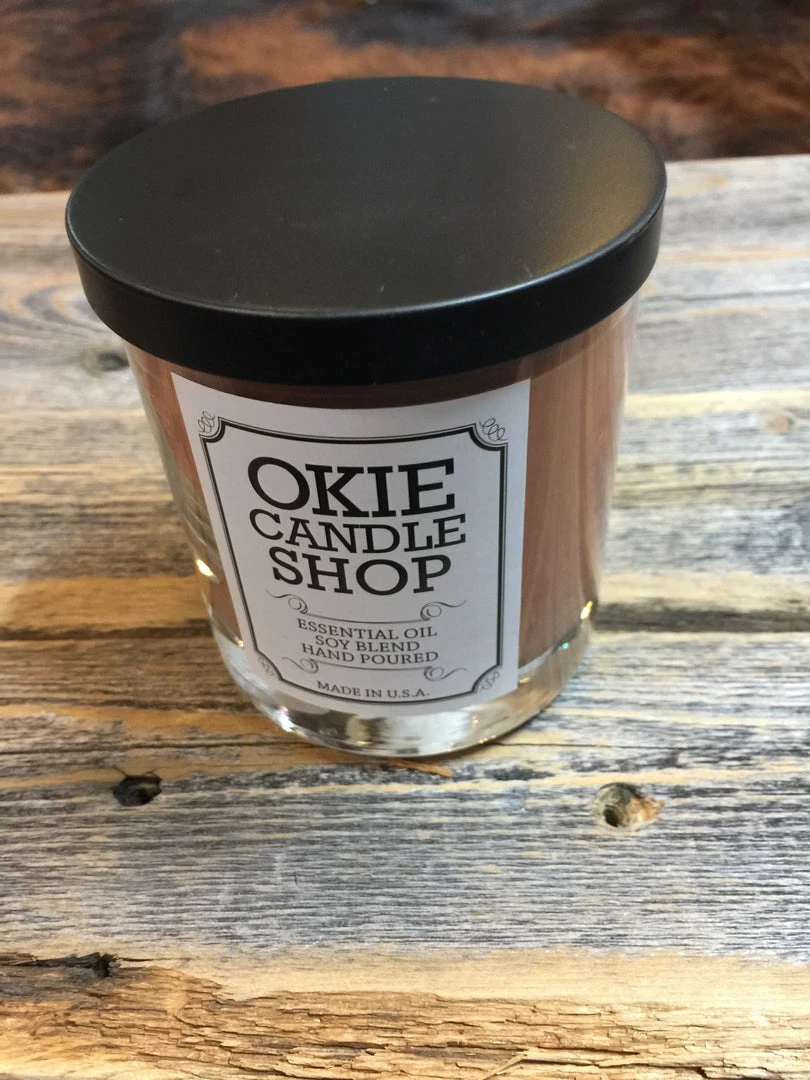 OKIE
CANDLE
SHOP
ESSENTIAL OIL
SOY BLEND
HAND POURED
MADE IN U.S.A.